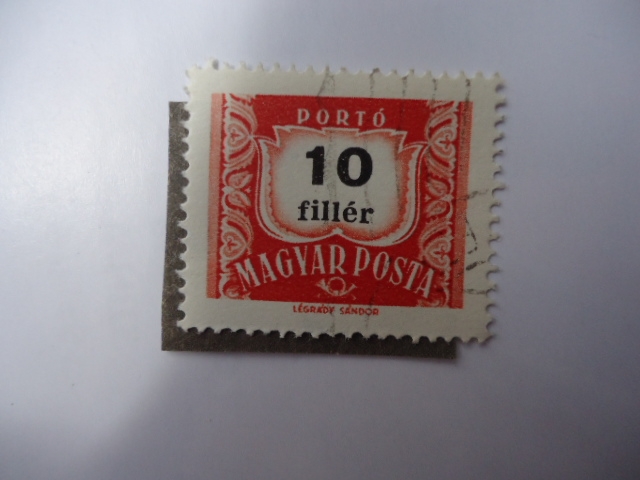 PORTÓ
10
fillér
MAGYAR POSTA
LÉGRÁDY SÁNDOR